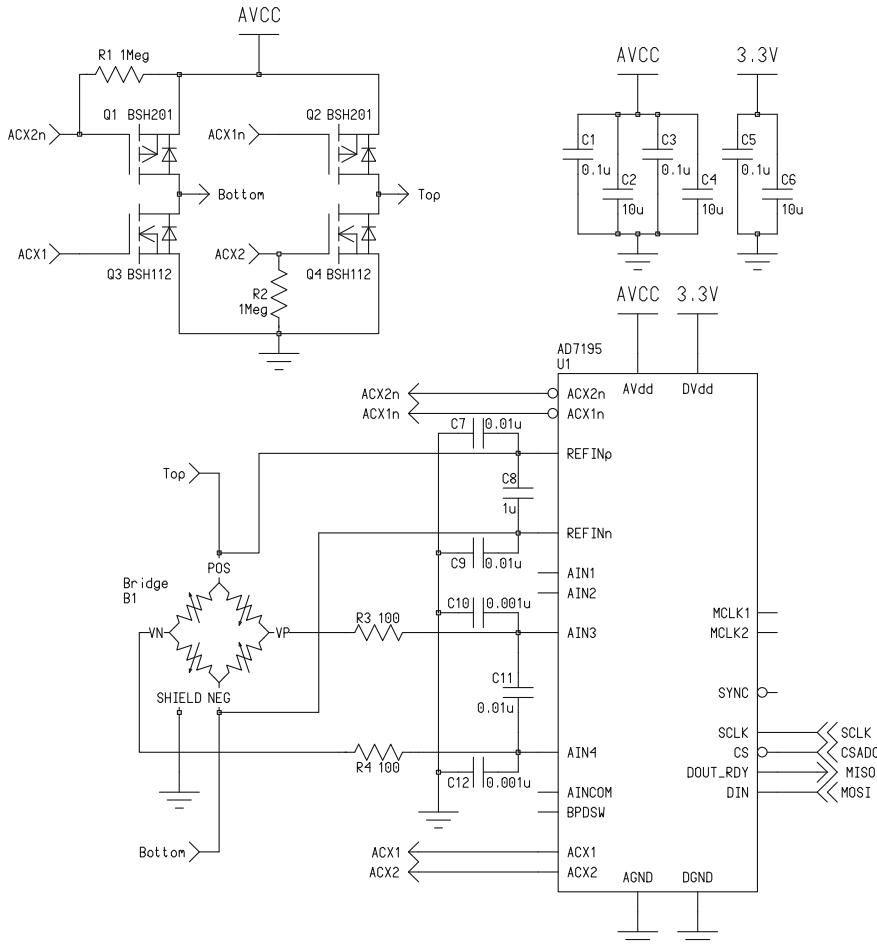 AVCC
R1 1Meg
Q1 BSH201
Q2 BSH201
ACX2n
ACX1n
Bottom
Top
ACX1
ACX2
Q3 BSH112
R2
1Meg
Q4 BSH112
AVCC
3.3V
C1
0.1u
C2
10u
C3
0.1u
C4
10u
C5
0.1u
C6
10u
AVCC 3.3V
AD7195
U1
AVdd DVdd
ACX2n
ACX2n
ACX1n
ACX1n
C7 0.01u
REFINp
C8
1u
REFINn
C9 0.01u
Top
POS
Bridge
B1
VN
VP
SHIELD NEG
AIN1
AIN2
C10 0.001u
R3 100
AIN3
C11
0.01u
R4 100
AIN4
C12 0.001u
AINCOM
BPDSW
Bottom
ACX1
ACX1
ACX2
ACX2
MCLK1
MCLK2
SYNC
SCLK
SCLK
CS
CSADC
DOUT_RDY
MISO
DIN
MOSI
AGND DGND